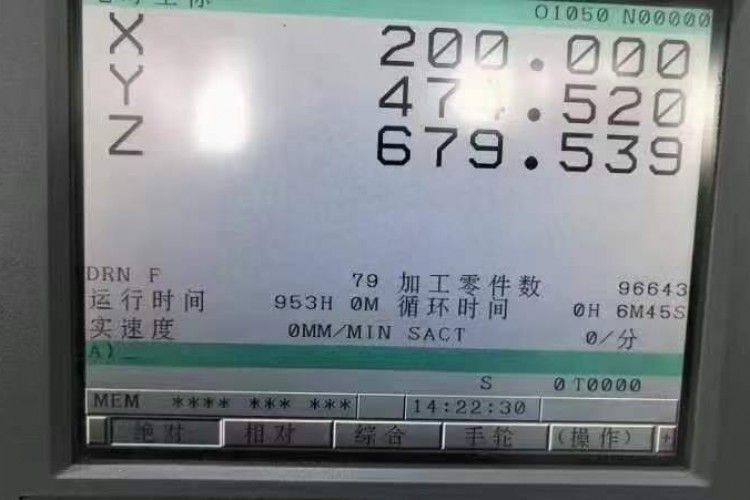 O1050 N00000
X 200.000
Y .520
Z 679.539
DRN F 79 加工零件数 96643
运行时间 953H 0M 循环时间 0H 6M45S
实速度 0MM/MIN SACT 0/分
A)_
S 0 T0000
MEM **** *** *** 14:22:30
绝对 相对 综合 手轮 (操作) +